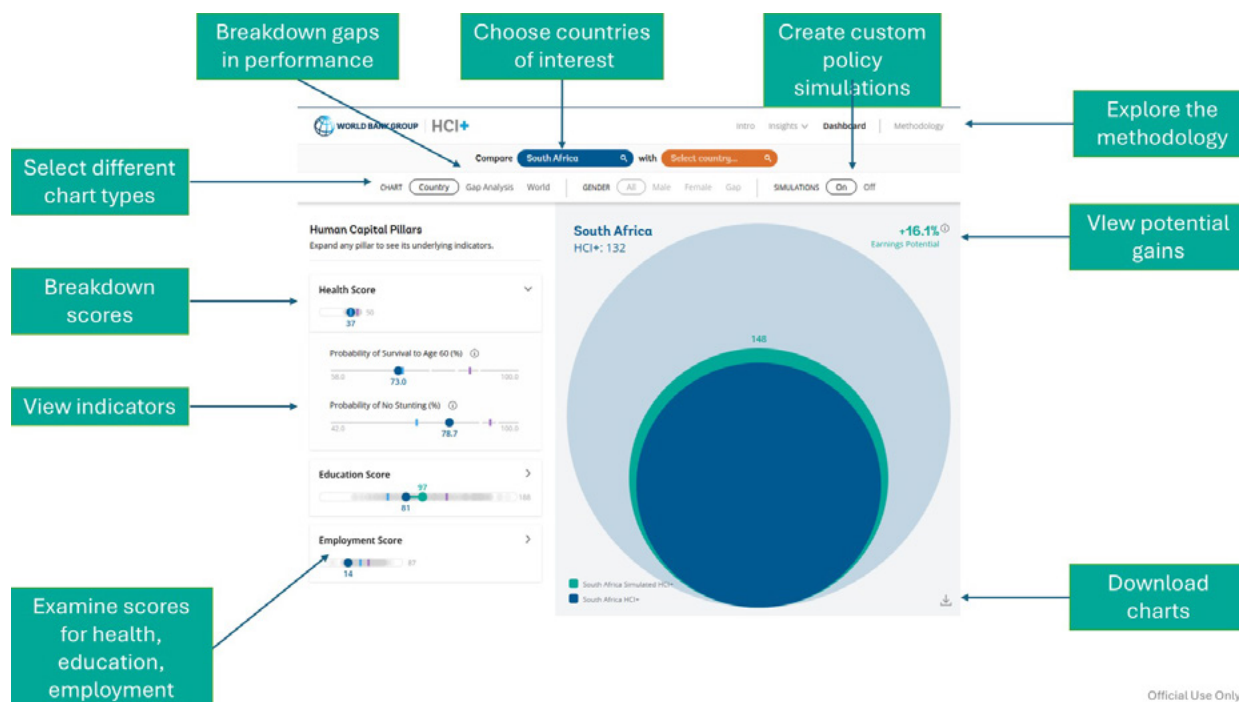 Breakdown gaps
in performance
Choose countries
of interest
Create custom
policy
simulations
Explore the
methodology
WORLD BANK GROUP
HCI+
Intro
Insights
Dashboard
Methodology
Compare
South Africa
with
Select country...
Select different
chart types
CHART
Country
Gap Analysis
World
GENDER
All
Male
Female
Gap
SIMULATIONS
On
Off
Human Capital Pillars
Expand any pillar to see its underlying indicators.
South Africa
HCI+: 132
+16.1%
Earnings Potential
VIew potential
gains
Breakdown
scores
Health Score
50
37
148
Probability of Survival to Age 60 (%)
100.0
73.0
View indicators
Probability of No Stunting (%)
42.0
100.0
78.7
Education Score
97
188
81
Employment Score
87
14
Examine scores
for health,
education,
employment
South Africa Simulated HCI+
South Africa HCI+
Download
charts
Official Use Only